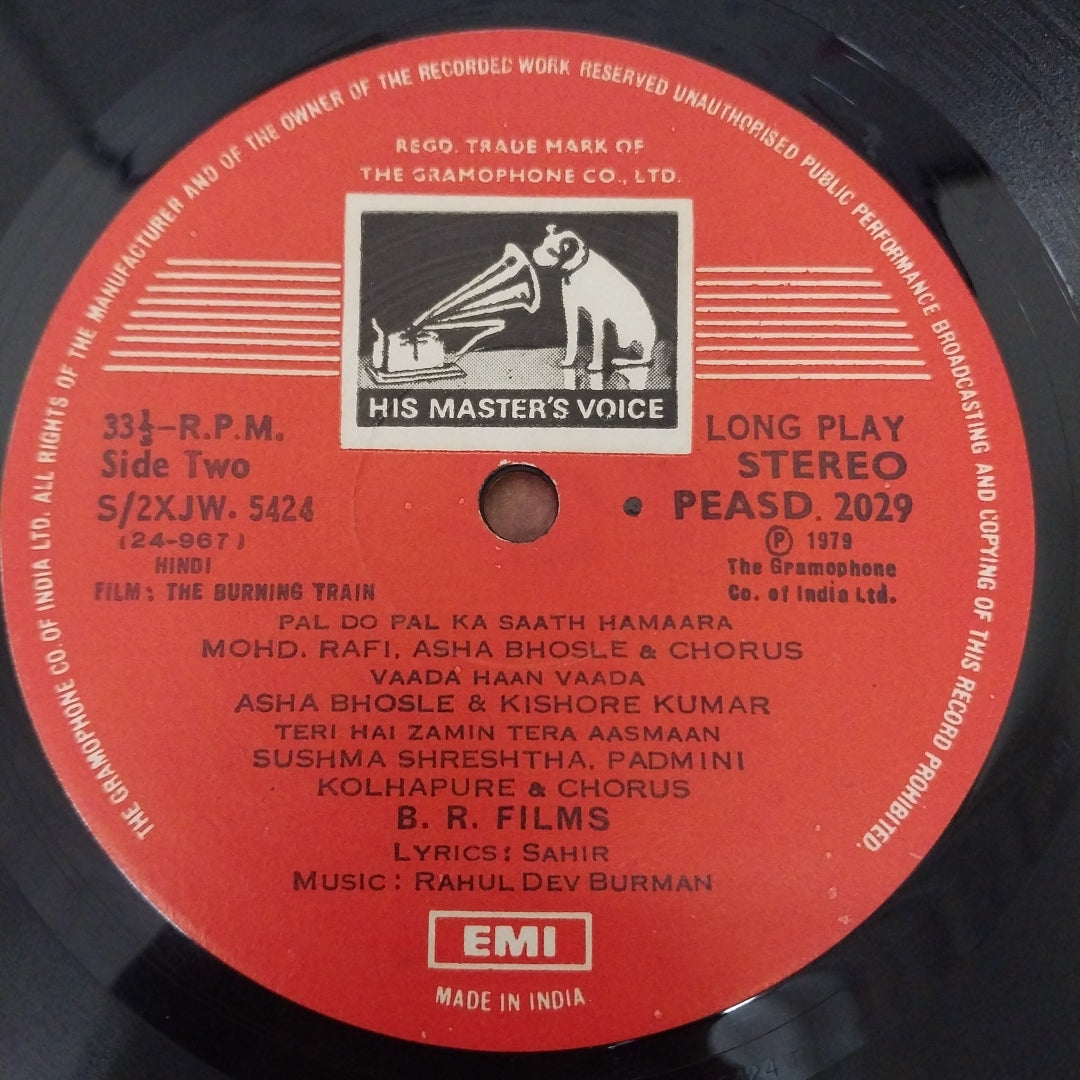 THE GRAMOPHONE CO. OF INDIA LTD. ALL RIGHTS OF THE MANUFACTURER AND OF THE OWNER OF THE RECORDED WORK RESERVED UNAUTHORISED PUBLIC PERFORMANCE BROADCASTING AND COPYING OF THIS RECORD PROHIBITED.
REGD. TRADE MARK OF
THE GRAMOPHONE CO., LTD.
HIS MASTER'S VOICE
33⅓-R.P.M.
Side Two
S/2XJW. 5424
(24-967)
HINDI
FILM: THE BURNING TRAIN
LONG PLAY
STEREO
PEASD. 2029
Ⓟ 1979
The Gramophone
Co. of India Ltd.
PAL DO PAL KA SAATH HAMAARA
MOHD. RAFI, ASHA BHOSLE & CHORUS
VAADA HAAN VAADA
ASHA BHOSLE & KISHORE KUMAR
TERI HAI ZAMIN TERA AASMAAN
SUSHMA SHRESHTHA, PADMINI
KOLHAPURE & CHORUS
B. R. FILMS
LYRICS: SAHIR
MUSIC: RAHUL DEV BURMAN
EMI
MADE IN INDIA